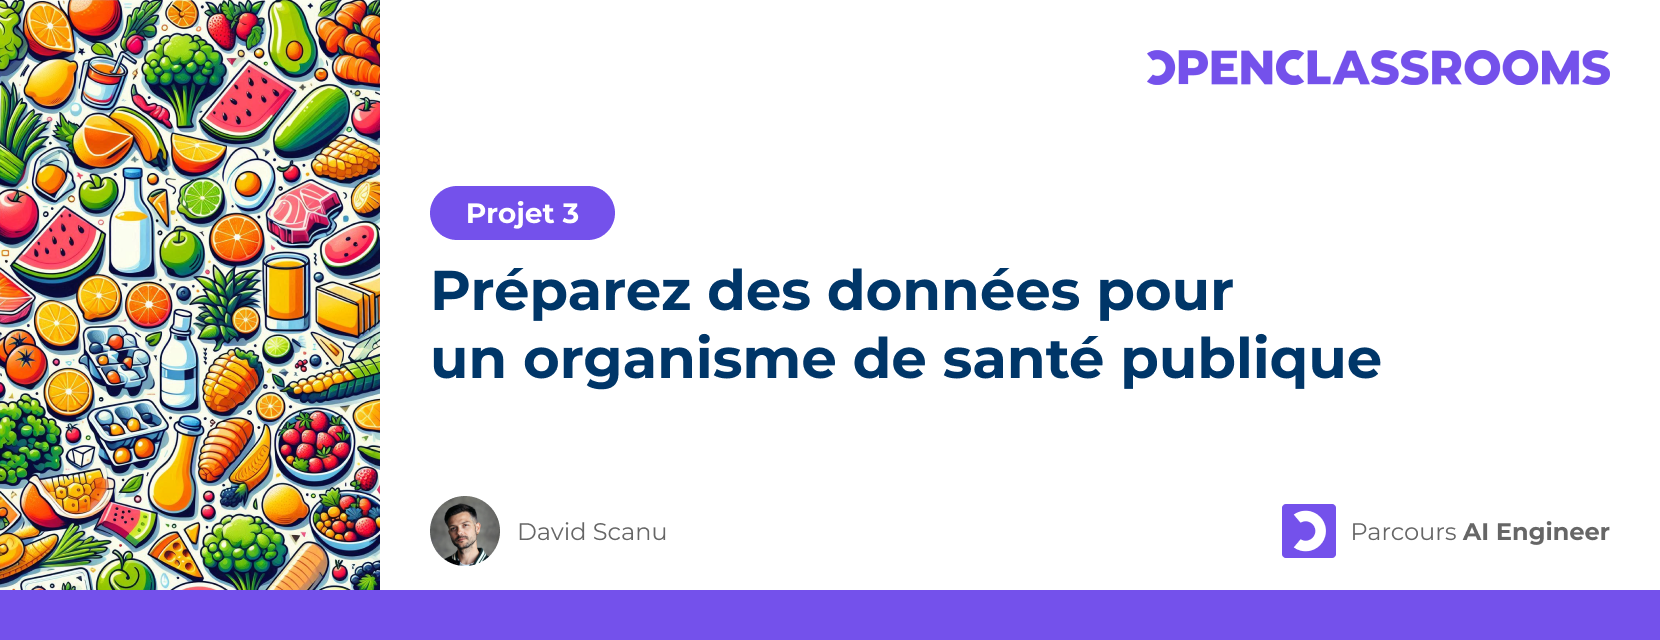 OPENCLASSROOMS
Projet 3
Préparez des données pour
un organisme de santé publique
David Scanu
Parcours AI Engineer